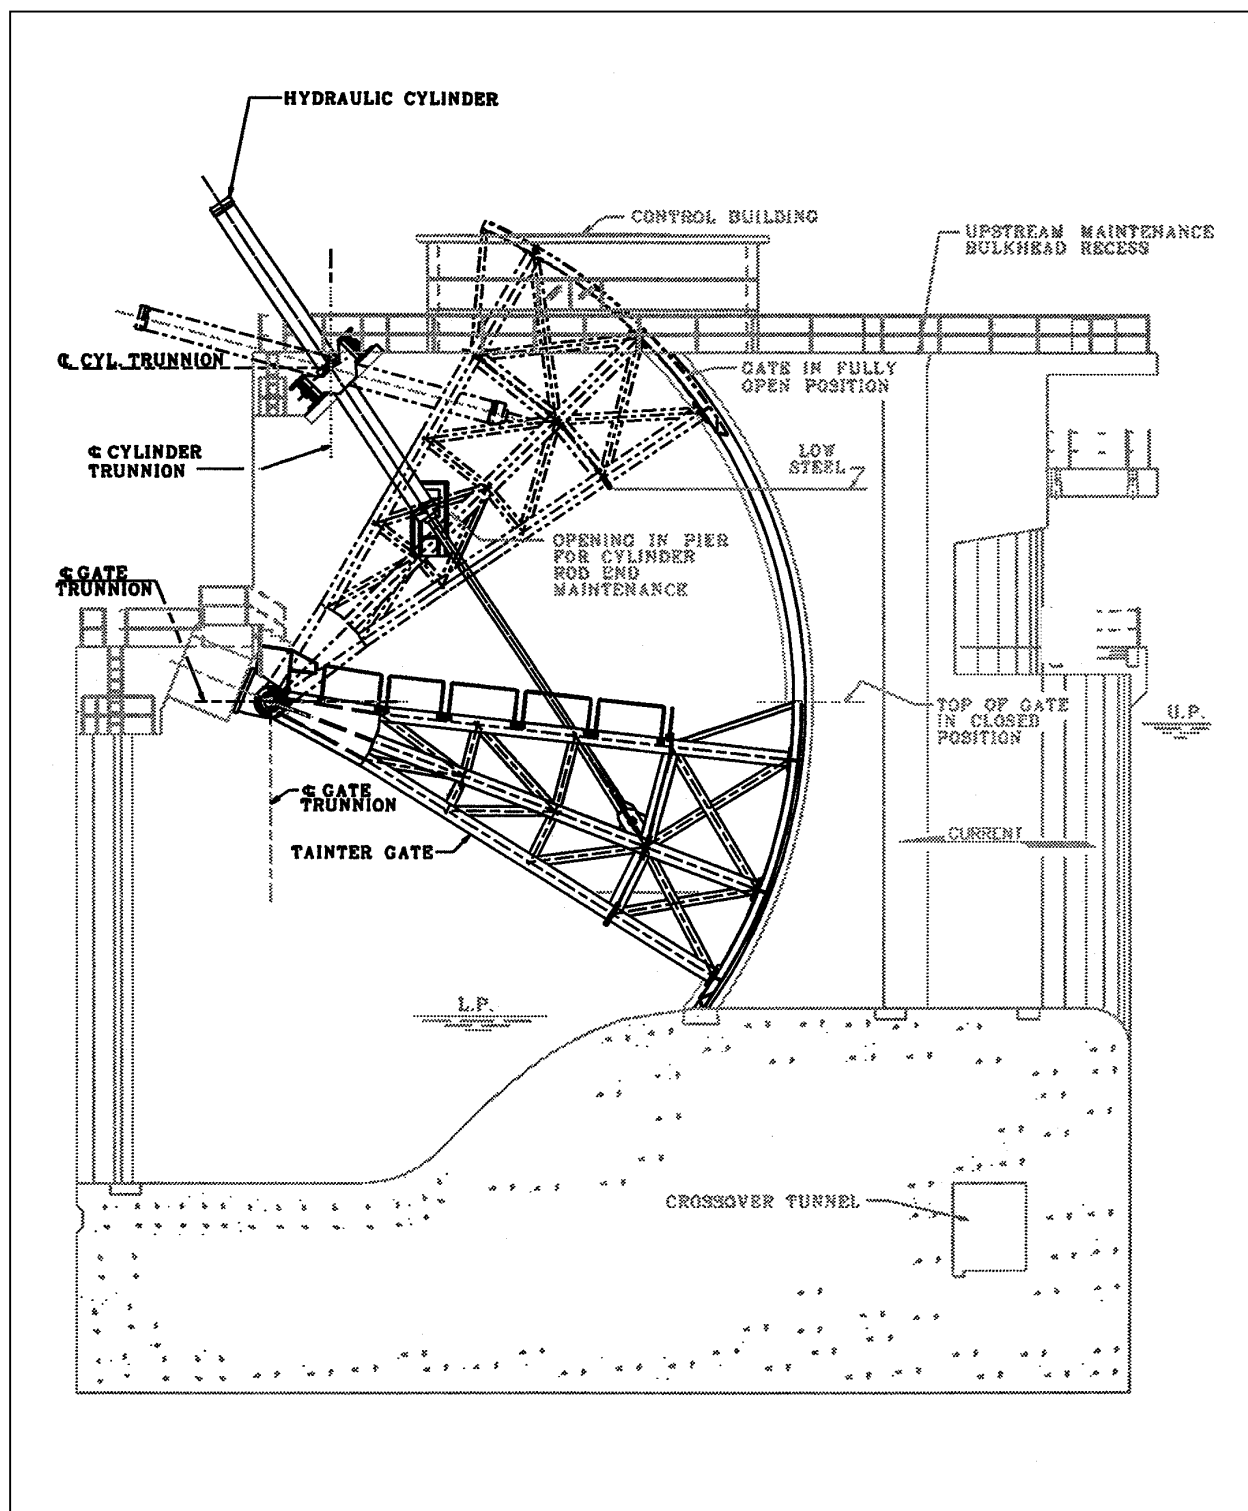 HYDRAULIC CYLINDER
CONTROL BUILDING
UPSTREAM MAINTENANCE
BULKHEAD RECESS
℄ CYL. TRUNNION
GATE IN FULLY
OPEN POSITION
℄ CYLINDER
TRUNNION
LOW
STEEL
OPENING IN PIER
FOR CYLINDER
ROD END
MAINTENANCE
℄ GATE
TRUNNION
TOP OF GATE
IN CLOSED
POSITION
U.P.
℄ GATE
TRUNNION
CURRENT
TAINTER GATE
L.P.
CROSSOVER TUNNEL